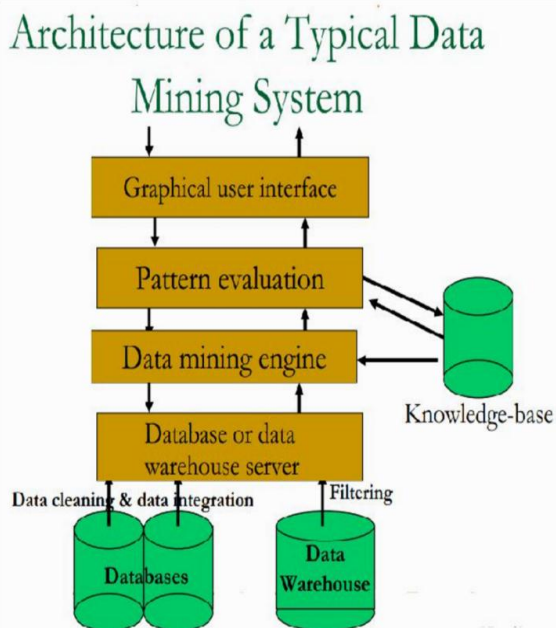 Architecture of a Typical Data
Mining System
Graphical user interface
Pattern evaluation
Data mining engine
Knowledge-base
Database or data
warehouse server
Data cleaning & data integration
Filtering
Databases
Data
Warehouse